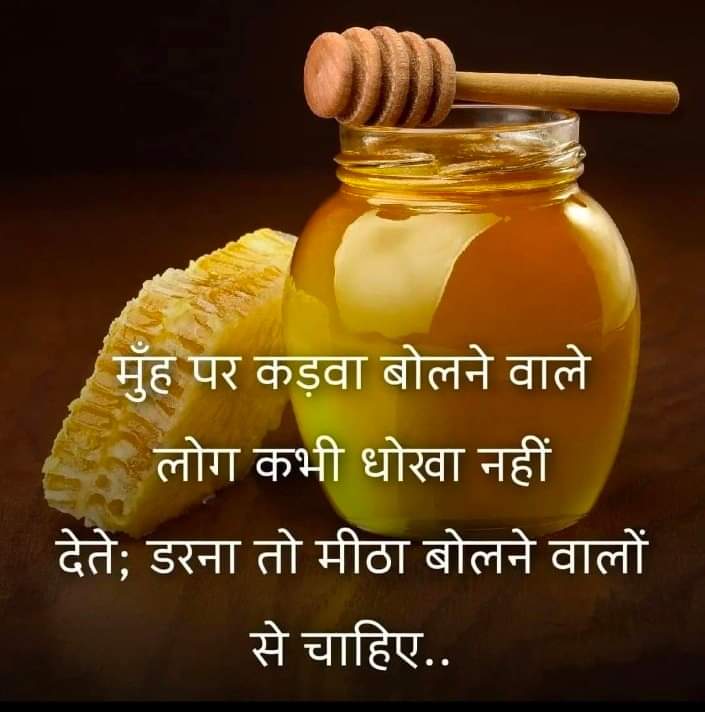 मुँह पर कड़वा बोलने वाले
लोग कभी धोखा नहीं
देते; डरना तो मीठा बोलने वालों
से चाहिए..